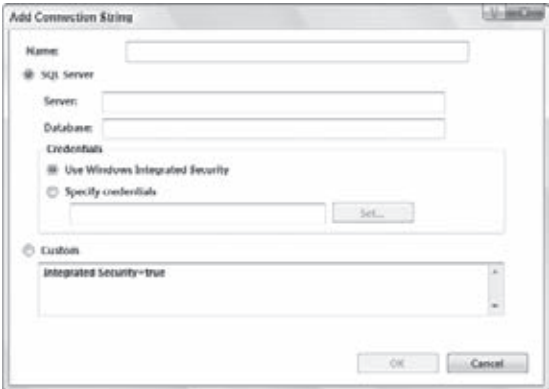 Add Connection String
Name:
SQL Server
Server:
Database:
Credentials
Use Windows Integrated Security
Specify credentials
Set...
Custom
Integrated Security=true
OK
Cancel